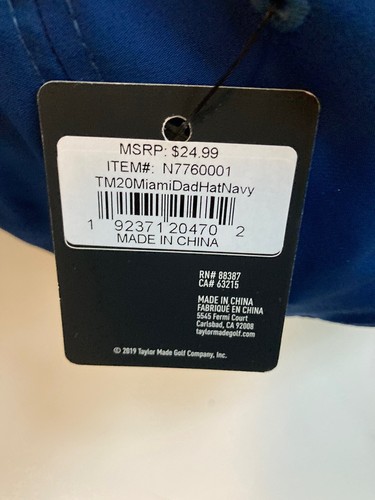 MSRP: $24.99
ITEM#: N7760001
TM20MiamiDadHatNavy
1 92371 20470 2
MADE IN CHINA
RN# 88387
CA# 63215
MADE IN CHINA
FABRIQUÉ EN CHINA
5545 Fermi Court
Carlsbad, CA 92008
taylormadegolf.com
© 2019 Taylor Made Golf Company, Inc.